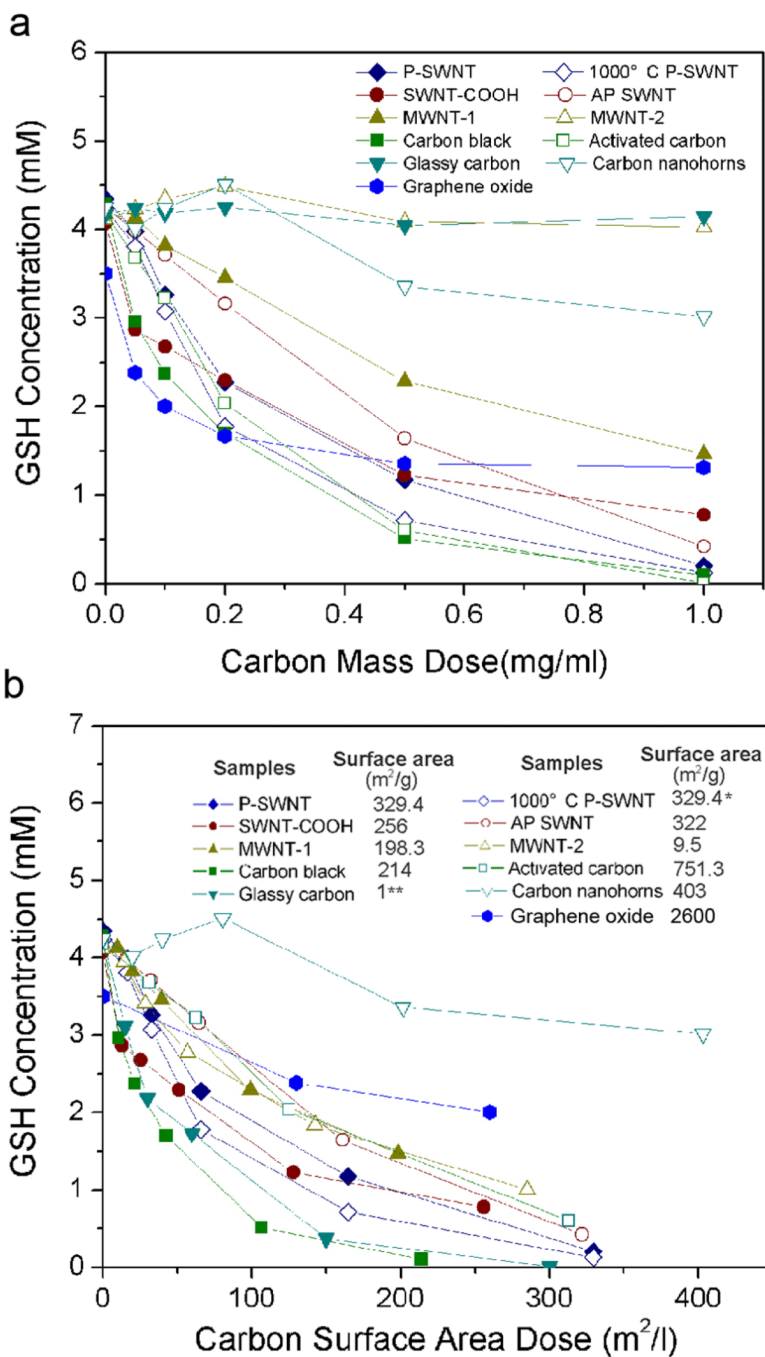 a
6
5
4
3
2
1
0
GSH Concentration (mM)
P-SWNT 1000° C P-SWNT
SWNT-COOH AP SWNT
MWNT-1 MWNT-2
Carbon black Activated carbon
Glassy carbon Carbon nanohorns
Graphene oxide
0.0 0.2 0.4 0.6 0.8 1.0
Carbon Mass Dose(mg/ml)
b
7
6
5
4
3
2
1
0
GSH Concentration (mM)
Samples Surface area (m²/g)
P-SWNT 329.4
SWNT-COOH 256
MWNT-1 198.3
Carbon black 214
Glassy carbon 1**
Samples Surface area (m²/g)
1000° C P-SWNT 329.4*
AP SWNT 322
MWNT-2 9.5
Activated carbon 751.3
Carbon nanohorns 403
Graphene oxide 2600
0 100 200 300 400
Carbon Surface Area Dose (m²/l)